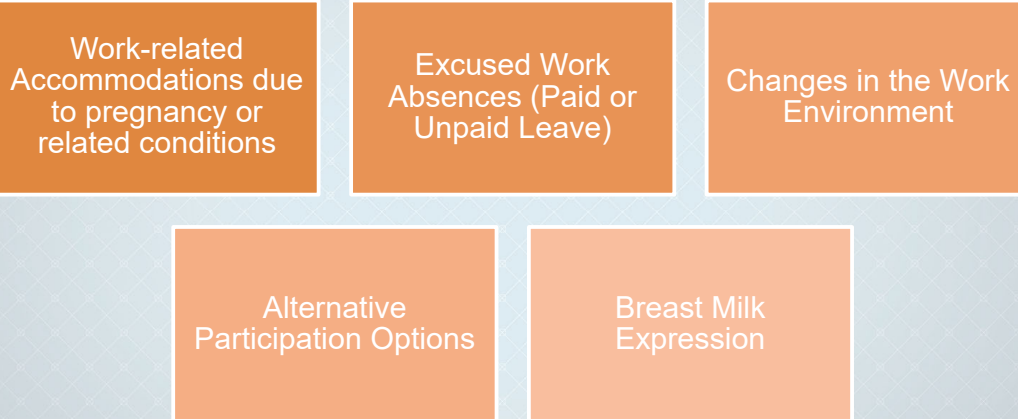 Work-related
Accommodations due
to pregnancy or
related conditions
Excused Work
Absences (Paid or
Unpaid Leave)
Changes in the Work
Environment
Alternative
Participation Options
Breast Milk
Expression